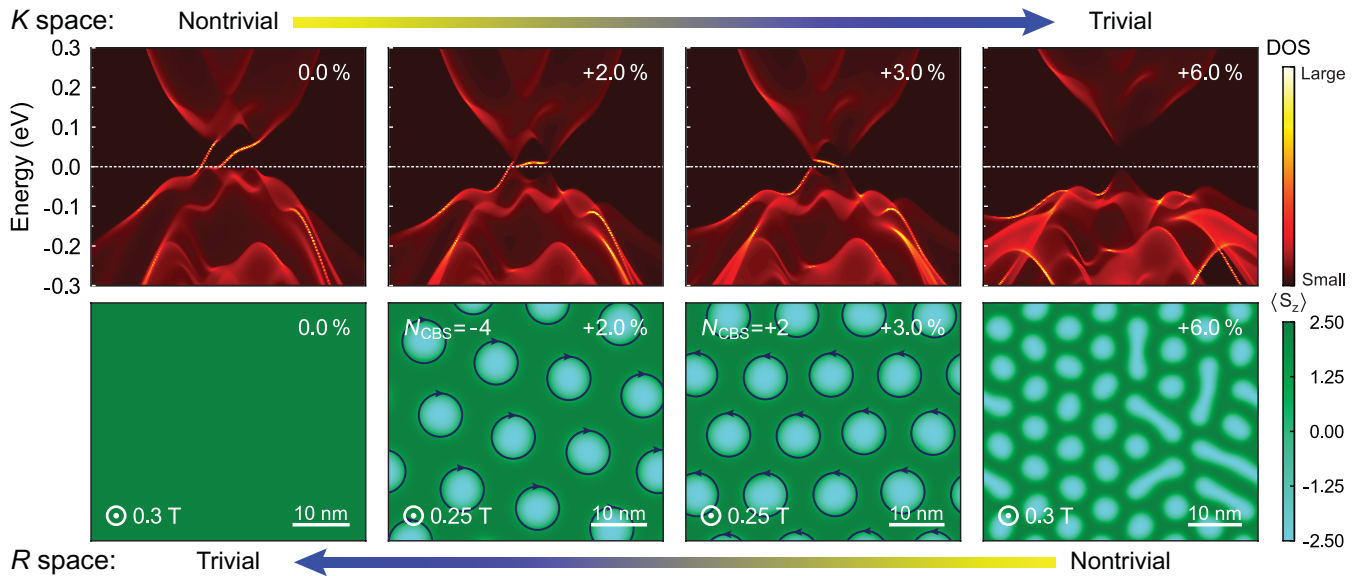 K space: Nontrivial Trivial
DOS
0.3 0.0 % +2.0 % +3.0 % +6.0 % Large
0.2
0.1
0.0
-0.1
-0.2
-0.3 Small
Energy (eV)
⟨S_z⟩
0.0 % N_CBS=-4 +2.0 % N_CBS=+2 +3.0 % +6.0 % 2.50
1.25
0.00
-1.25
0.3 T 10 nm 0.25 T 10 nm 0.25 T 10 nm 0.3 T 10 nm -2.50
R space: Trivial Nontrivial